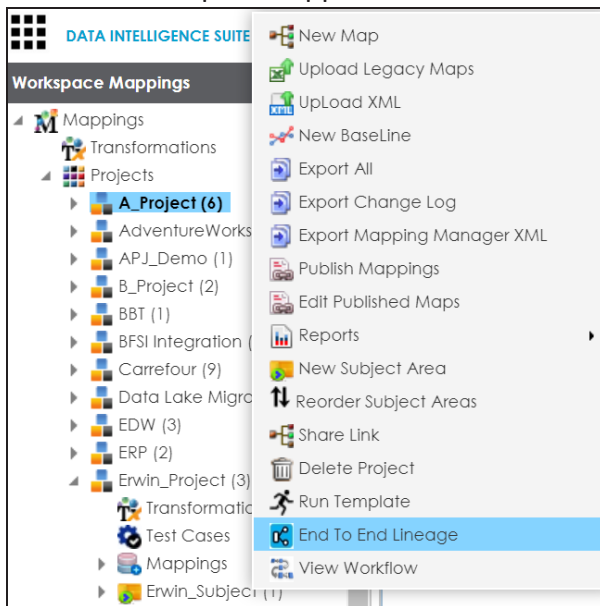 DATA INTELLIGENCE SUITE
Workspace Mappings
Mappings
Transformations
Projects
A_Project (6)
AdventureWorks
APJ_Demo (1)
B_Project (2)
BBT (1)
BFSI Integration (
Carrefour (9)
Data Lake Migra
EDW (3)
ERP (2)
Erwin_Project (3)
Transformatio
Test Cases
Mappings
Erwin_Subject (1)
New Map
Upload Legacy Maps
UpLoad XML
New BaseLine
Export All
Export Change Log
Export Mapping Manager XML
Publish Mappings
Edit Published Maps
Reports
New Subject Area
Reorder Subject Areas
Share Link
Delete Project
Run Template
End To End Lineage
View Workflow